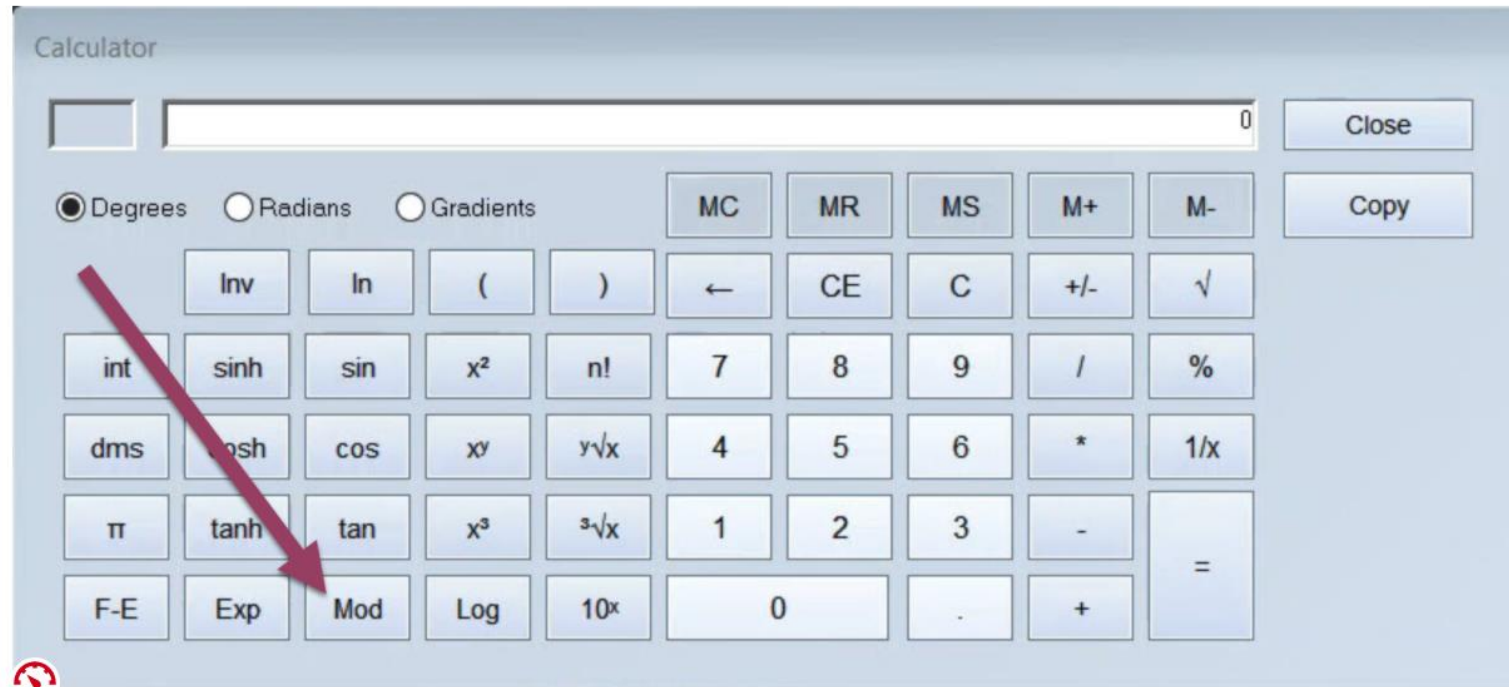 Calculator
0 Close
Degrees Radians Gradients MC MR MS M+ M- Copy
Inv In ( ) ← CE C +/- √
int sinh sin x² n! 7 8 9 / %
dms cosh cos xʸ ʸ√x 4 5 6 * 1/x
π tanh tan x³ ³√x 1 2 3 - =
F-E Exp Mod Log 10ˣ 0 . +